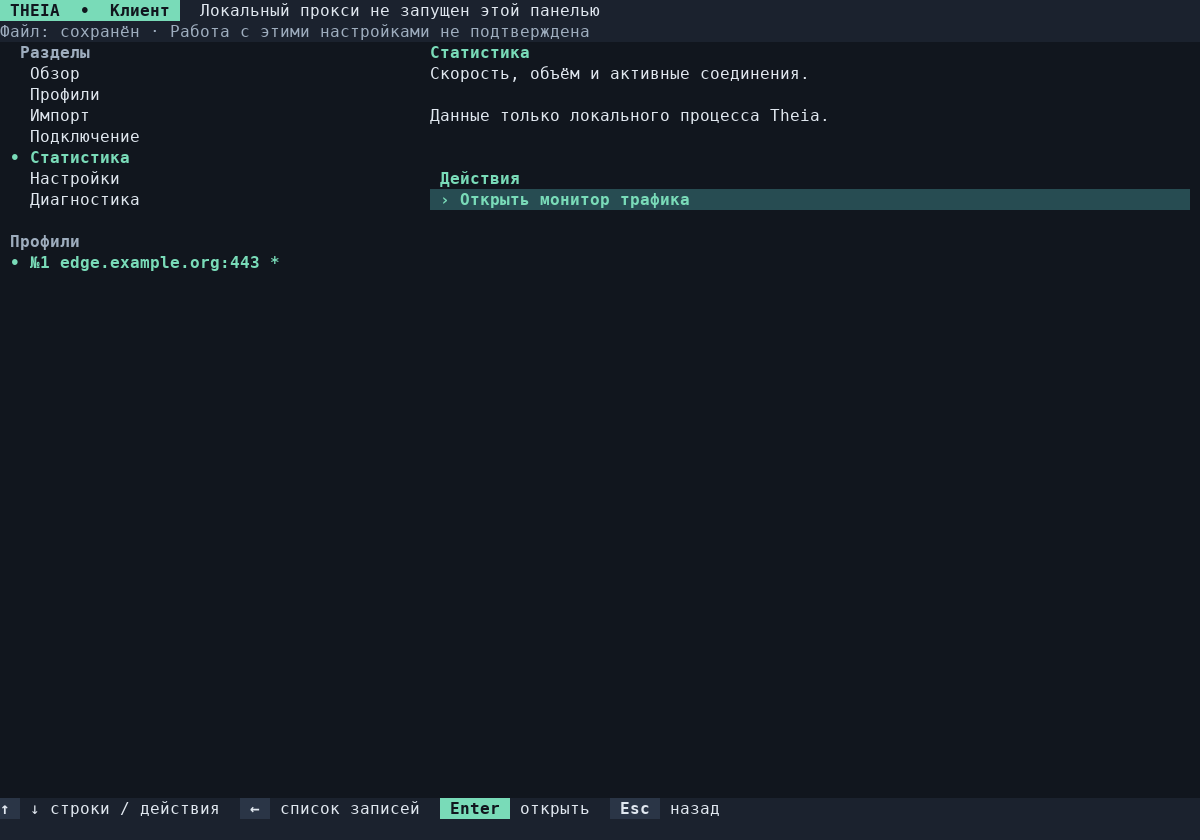 THEIA • Клиент Локальный прокси не запущен этой панелью
Файл: сохранён · Работа с этими настройками не подтверждена
Разделы
Обзор
Профили
Импорт
Подключение
• Статистика
Настройки
Диагностика
Профили
• №1 edge.example.org:443 *
Статистика
Скорость, объём и активные соединения.
Данные только локального процесса Theia.
Действия
› Открыть монитор трафика
↑ ↓ строки / действия ← список записей Enter открыть Esc назад